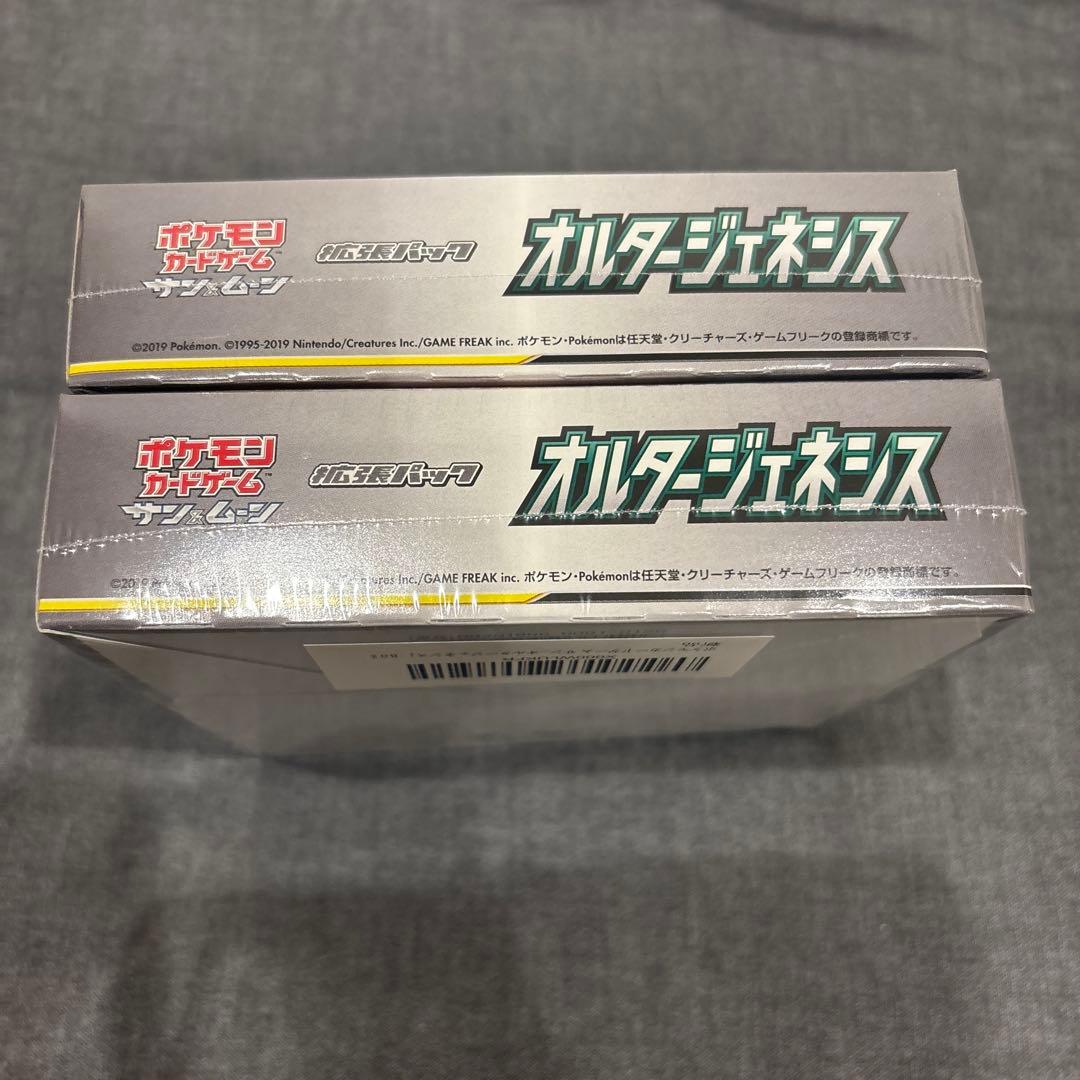 ポケモン
カードゲーム™
サン&ムーン
拡張パック
オルタージェネシス
©2019 Pokémon. ©1995-2019 Nintendo/Creatures Inc./GAME FREAK inc. ポケモン・Pokémonは任天堂・クリーチャーズ・ゲームフリークの登録商標です。
ポケモン
カードゲーム™
サン&ムーン
拡張パック
オルタージェネシス
©2019 Inc./GAME FREAK inc. ポケモン・Pokémonは任天堂・クリーチャーズ・ゲームフリークの登録商標です。